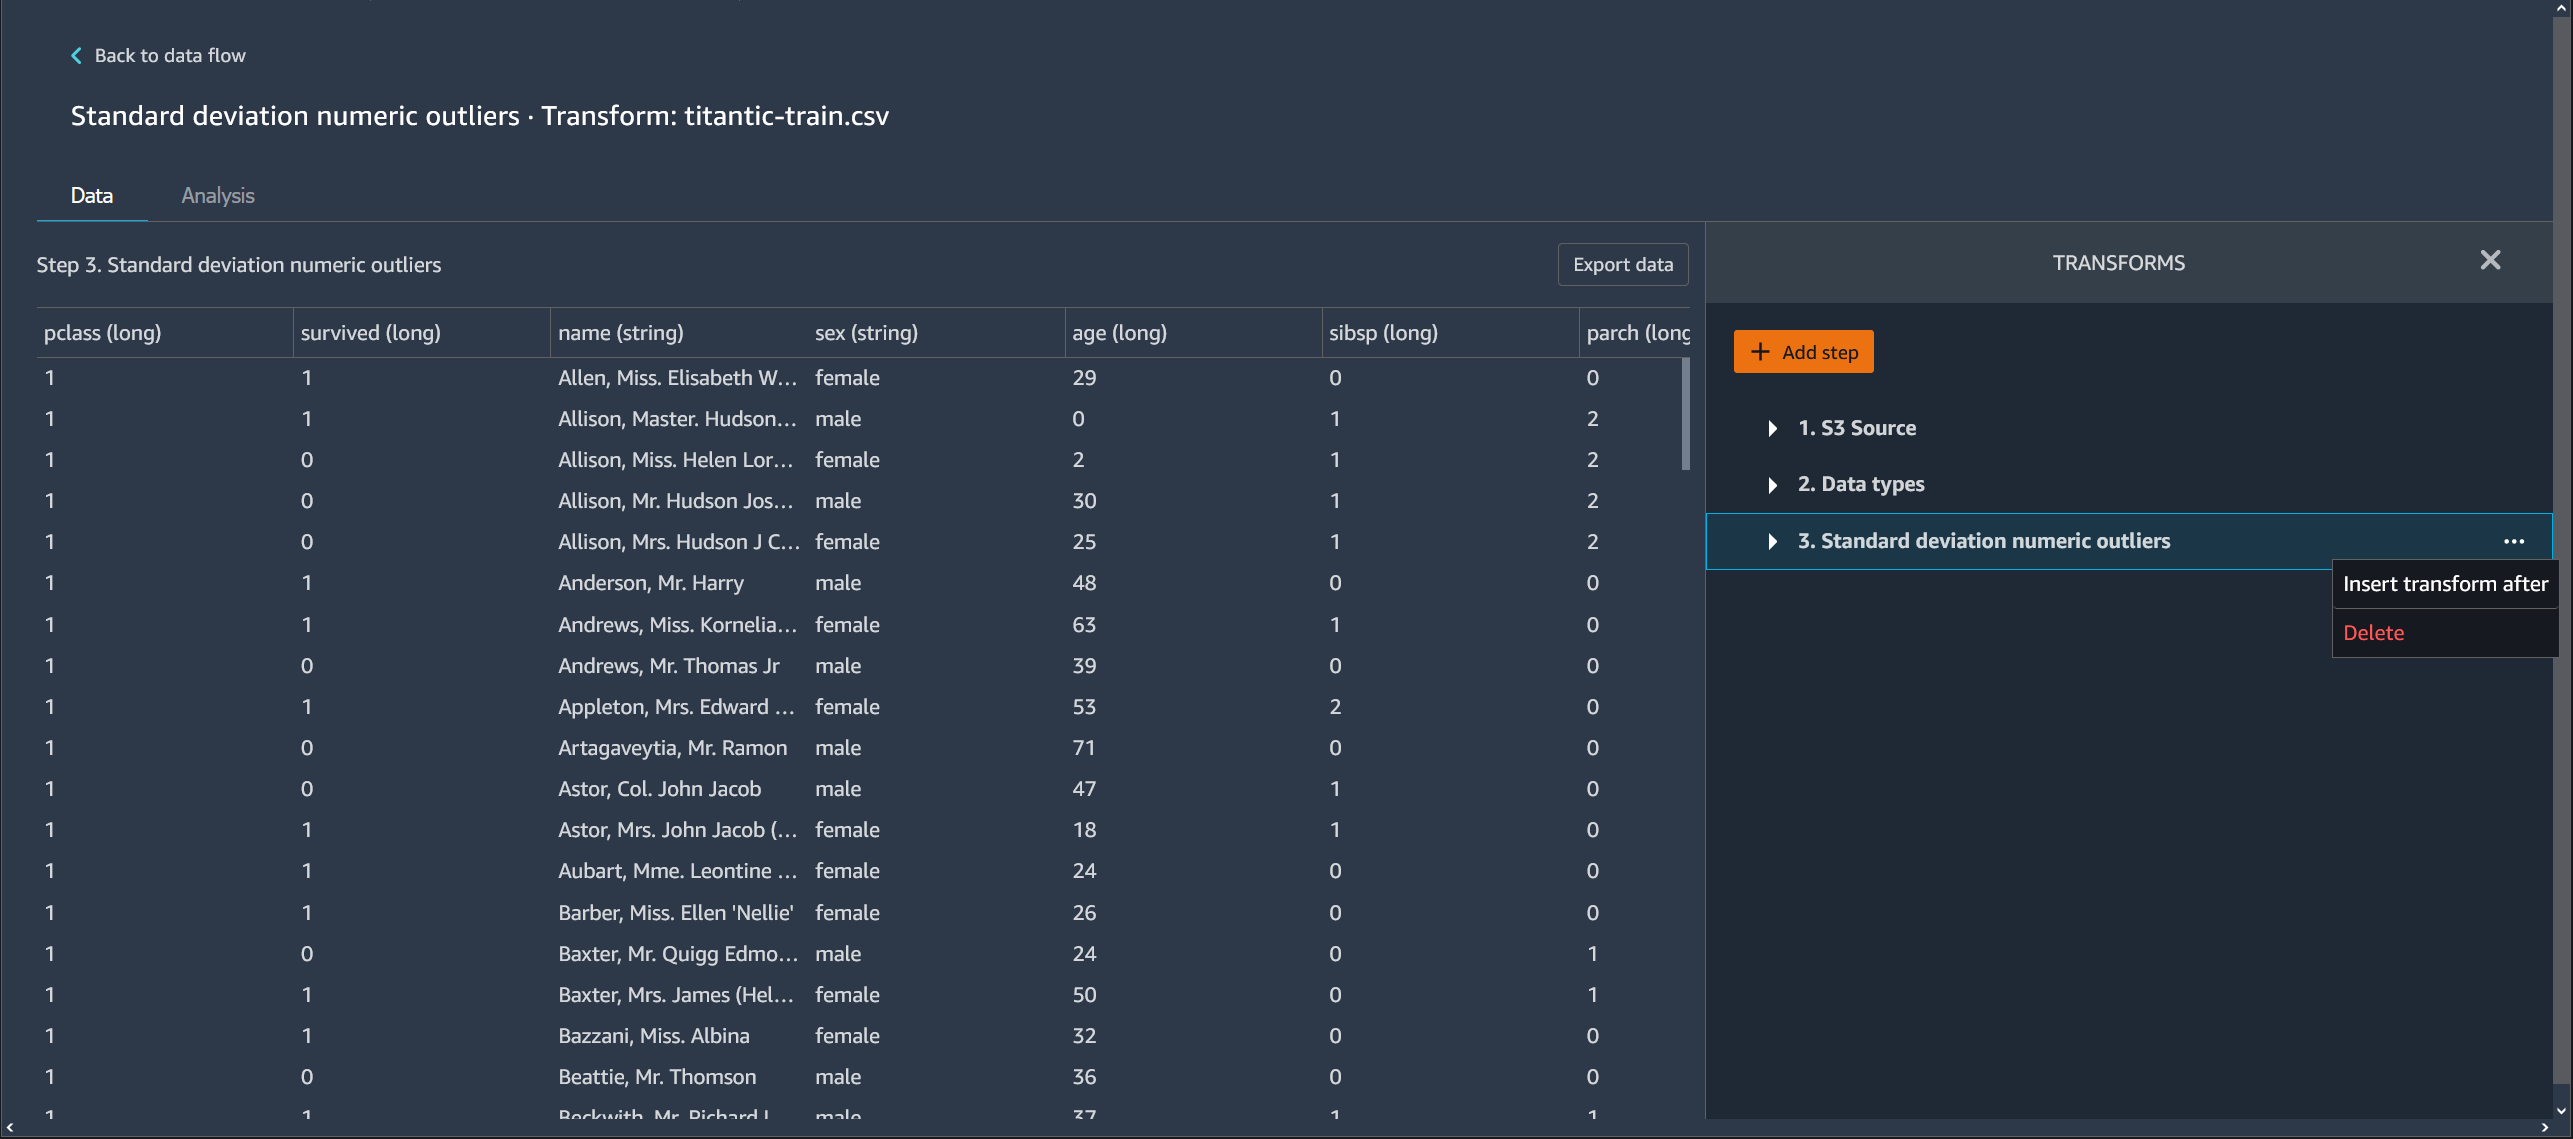 Back to data flow
Standard deviation numeric outliers · Transform: titantic-train.csv
Data Analysis
Step 3. Standard deviation numeric outliers Export data
pclass (long) survived (long) name (string) sex (string) age (long) sibsp (long) parch (long
1 1 Allen, Miss. Elisabeth W... female 29 0 0
1 1 Allison, Master. Hudson... male 0 1 2
1 0 Allison, Miss. Helen Lor... female 2 1 2
1 0 Allison, Mr. Hudson Jos... male 30 1 2
1 0 Allison, Mrs. Hudson J C... female 25 1 2
1 1 Anderson, Mr. Harry male 48 0 0
1 1 Andrews, Miss. Kornelia... female 63 1 0
1 0 Andrews, Mr. Thomas Jr male 39 0 0
1 1 Appleton, Mrs. Edward ... female 53 2 0
1 0 Artagaveytia, Mr. Ramon male 71 0 0
1 0 Astor, Col. John Jacob male 47 1 0
1 1 Astor, Mrs. John Jacob (... female 18 1 0
1 1 Aubart, Mme. Leontine ... female 24 0 0
1 1 Barber, Miss. Ellen 'Nellie' female 26 0 0
1 0 Baxter, Mr. Quigg Edmo... male 24 0 1
1 1 Baxter, Mrs. James (Hel... female 50 0 1
1 1 Bazzani, Miss. Albina female 32 0 0
1 0 Beattie, Mr. Thomson male 36 0 0
1 1 Beckwith, Mr. Richard L male 37 1 1
TRANSFORMS
+ Add step
1. S3 Source
2. Data types
3. Standard deviation numeric outliers ...
Insert transform after
Delete